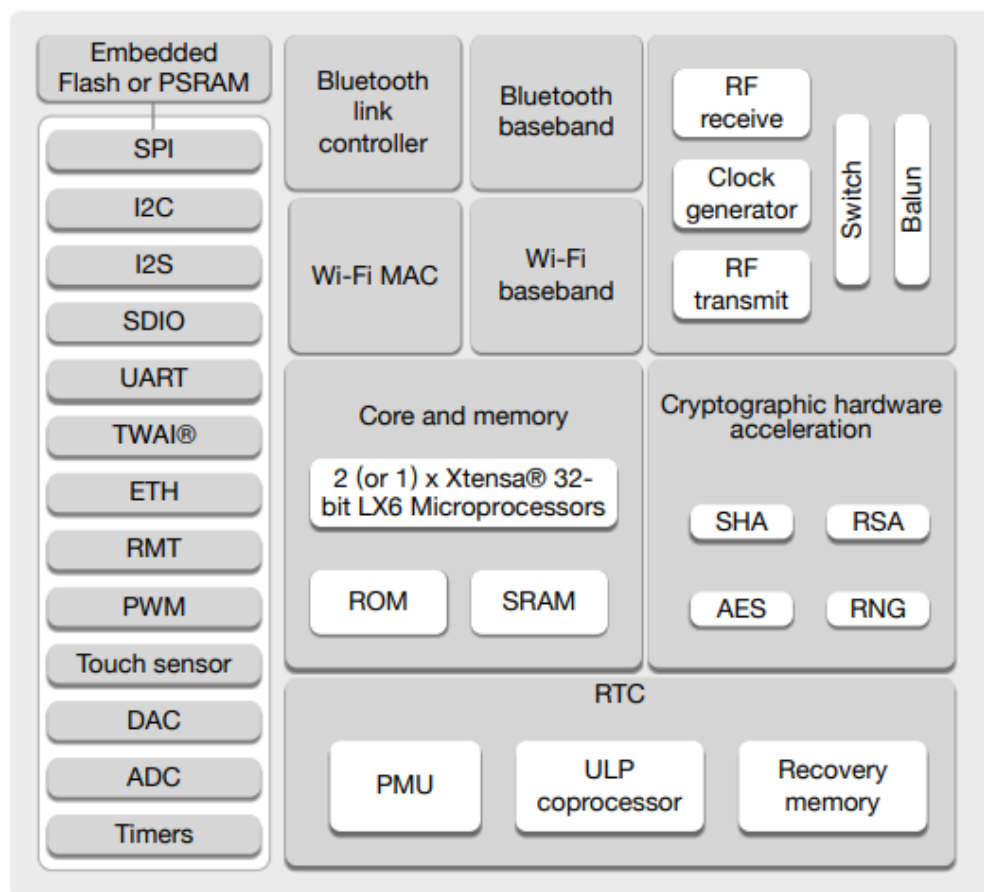 Embedded
Flash or PSRAM
SPI
I2C
I2S
SDIO
UART
TWAI®
ETH
RMT
PWM
Touch sensor
DAC
ADC
Timers
Bluetooth
link
controller
Bluetooth
baseband
Wi-Fi MAC
Wi-Fi
baseband
RF
receive
Clock
generator
RF
transmit
Switch
Balun
Core and memory
2 (or 1) x Xtensa® 32-
bit LX6 Microprocessors
ROM
SRAM
Cryptographic hardware
acceleration
SHA
RSA
AES
RNG
RTC
PMU
ULP
coprocessor
Recovery
memory